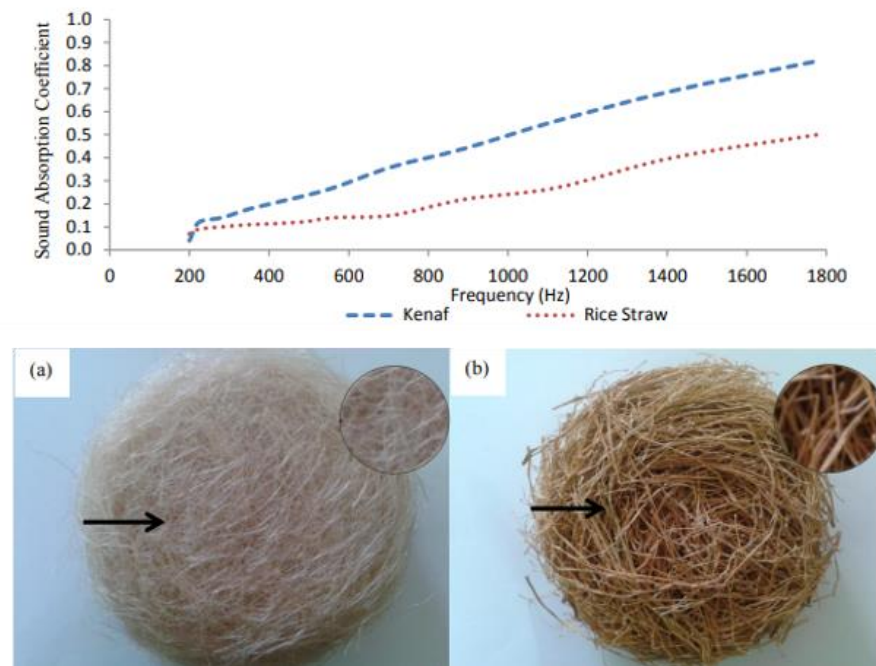 Sound Absorption Coefficient
1.0
0.9
0.8
0.7
0.6
0.5
0.4
0.3
0.2
0.1
0.0
0 200 400 600 800 1000 1200 1400 1600 1800
Frequency (Hz)
Kenaf Rice Straw
(a) (b)